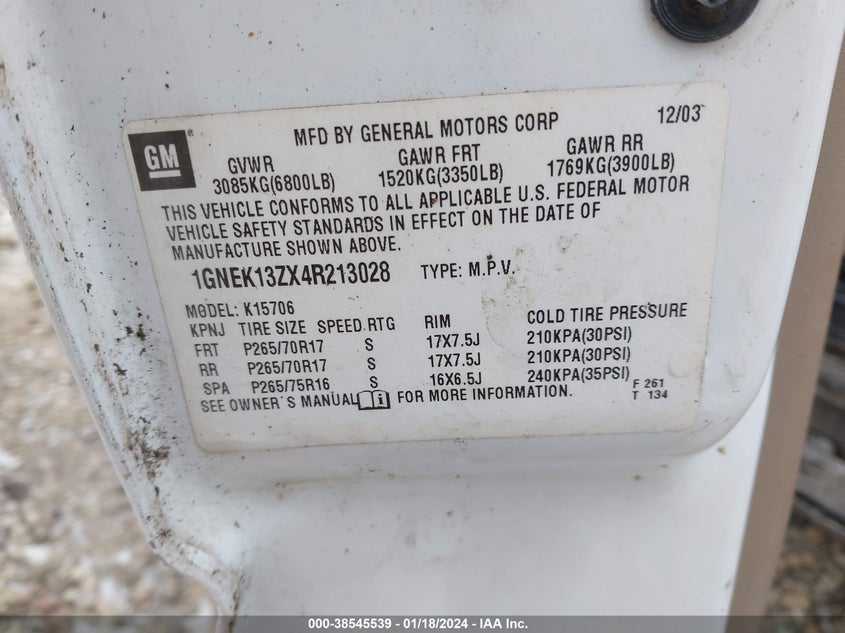 GM ®
MFD BY GENERAL MOTORS CORP 12/03
GVWR GAWR FRT GAWR RR
3085KG(6800LB) 1520KG(3350LB) 1769KG(3900LB)
THIS VEHICLE CONFORMS TO ALL APPLICABLE U.S. FEDERAL MOTOR
VEHICLE SAFETY STANDARDS IN EFFECT ON THE DATE OF
MANUFACTURE SHOWN ABOVE.
1GNEK13ZX4R213028 TYPE: M.P.V.
MODEL: K15706
KPNJ TIRE SIZE SPEED RTG RIM COLD TIRE PRESSURE
FRT P265/70R17 S 17X7.5J 210KPA(30PSI)
RR P265/70R17 S 17X7.5J 210KPA(30PSI)
SPA P265/75R16 S 16X6.5J 240KPA(35PSI)
SEE OWNER'S MANUAL FOR MORE INFORMATION.
F 261
T 134
000-38545539 - 01/18/2024 - IAA Inc.